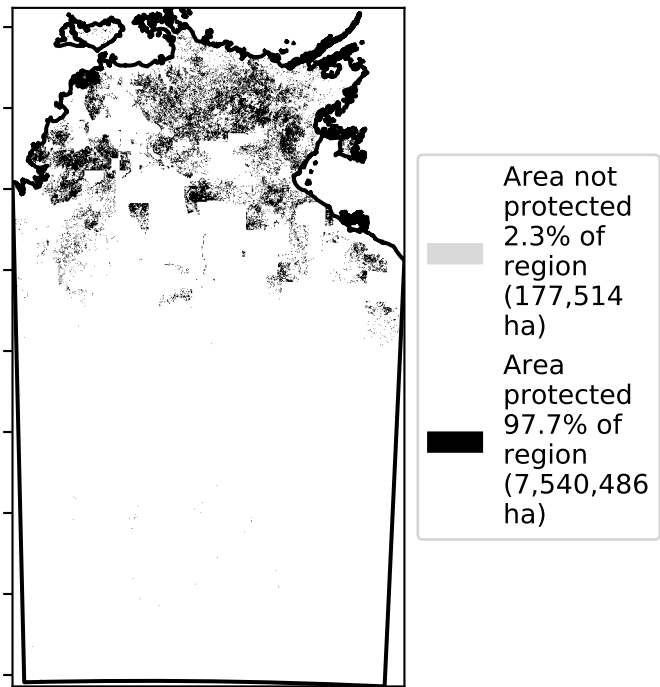 Area not
protected
2.3% of
region
(177,514
ha)
Area
protected
97.7% of
region
(7,540,486
ha)